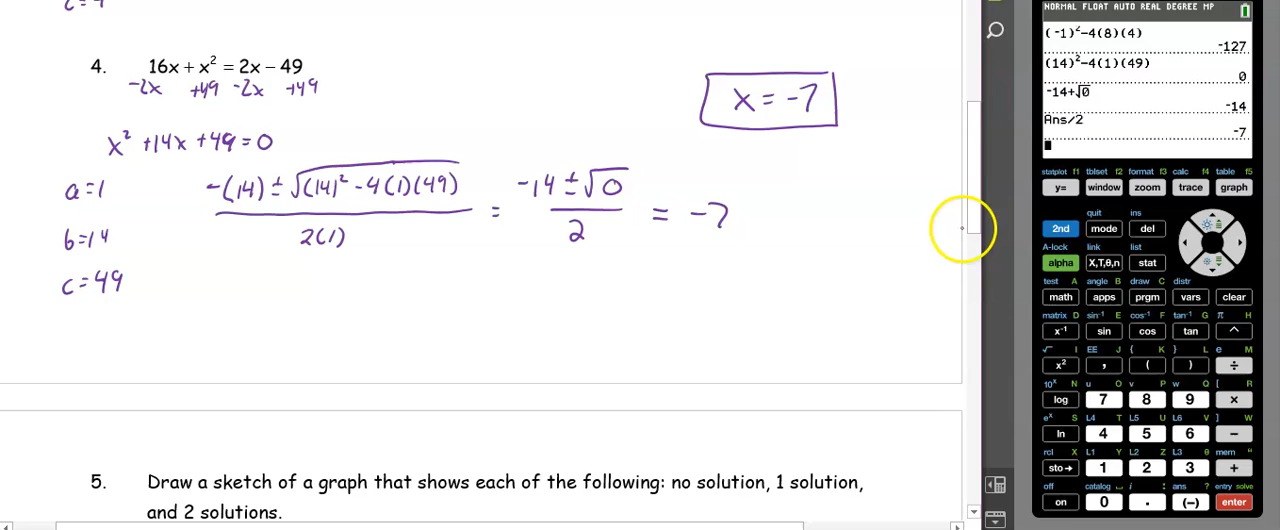 4. 16x + x² = 2x − 49
-2x +49 -2x +49
x² +14x +49 = 0
a = 1
b = 14
c = 49
-(14) ± √(14)² - 4(1)(49)
2(1)
= -14 ± √0
2
= -7
x = -7
5. Draw a sketch of a graph that shows each of the following: no solution, 1 solution,
and 2 solutions.
NORMAL FLOAT AUTO REAL DEGREE MP
(-1)²-4(8)(4)
-127
(14)²-4(1)(49)
0
-14+√0
-14
Ans/2
-7
statplot f1 tblset f2 format f3 calc f4 table f5
y= window zoom trace graph
quit ins
2nd mode del
A-lock link list
alpha X,T,θ,n stat
test A angle B draw C distr
math apps prgm vars clear
matrix D sin⁻¹ E cos⁻¹ F tan⁻¹ G π H
x⁻¹ sin cos tan ^
√ I EE J { K } L e M
x² , ( ) ÷
10ˣ N u O v P w Q [ R
log 7 8 9 ×
eˣ S L4 T L5 U L6 V ] W
ln 4 5 6 −
rcl X L1 Y L2 Z L3 θ mem "
sto→ 1 2 3 +
off catalog ␣ i : ans ? entry solve
on 0 . (−) enter